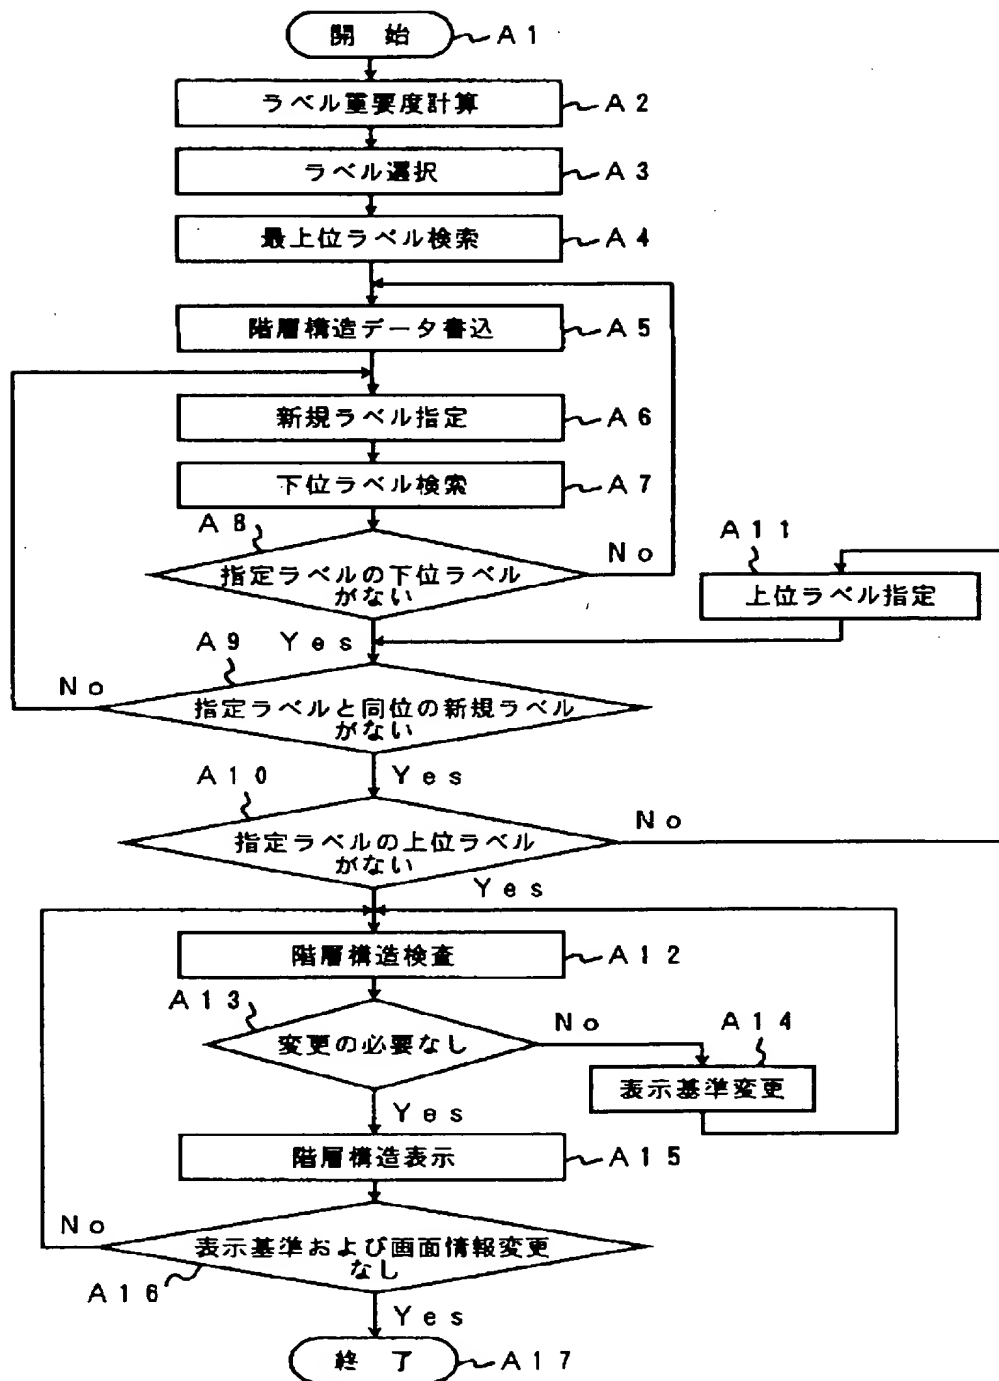 開 始 A1
ラベル重要度計算 A2
ラベル選択 A3
最上位ラベル検索 A4
階層構造データ書込 A5
新規ラベル指定 A6
下位ラベル検索 A7
A8
指定ラベルの下位ラベル
がない
No
A11
上位ラベル指定
A9 Yes
No
指定ラベルと同位の新規ラベル
がない
A10 Yes
指定ラベルの上位ラベル
がない
No
Yes
階層構造検査 A12
A13
変更の必要なし
No
A14
表示基準変更
Yes
階層構造表示 A15
No
表示基準および画面情報変更
なし
A16
Yes
終 了 A17